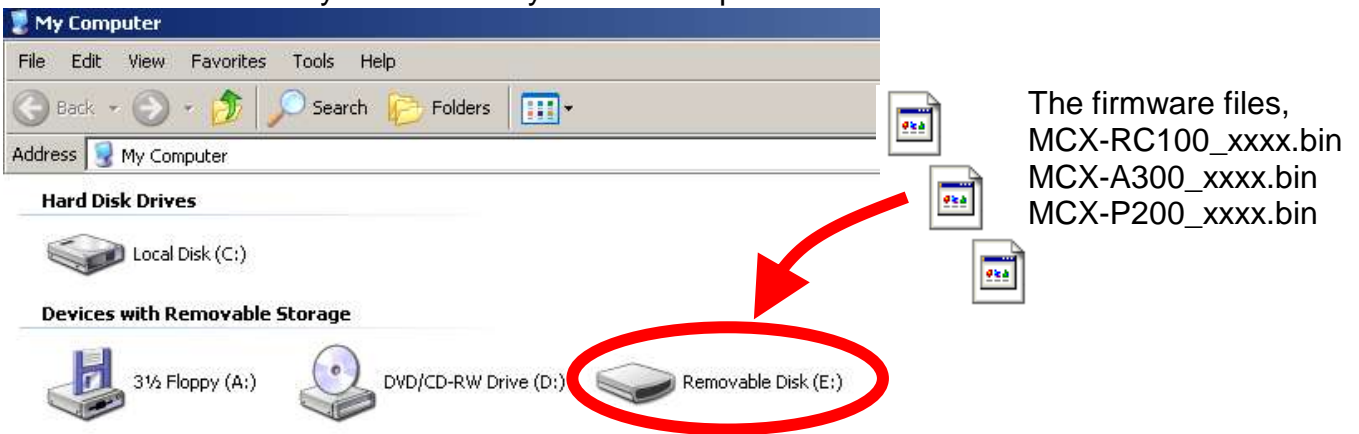 My Computer
File Edit View Favorites Tools Help
Back Search Folders
Address My Computer
The firmware files,
MCX-RC100_xxxx.bin
MCX-A300_xxxx.bin
MCX-P200_xxxx.bin
Hard Disk Drives
Local Disk (C:)
Devices with Removable Storage
3½ Floppy (A:) DVD/CD-RW Drive (D:) Removable Disk (E:)